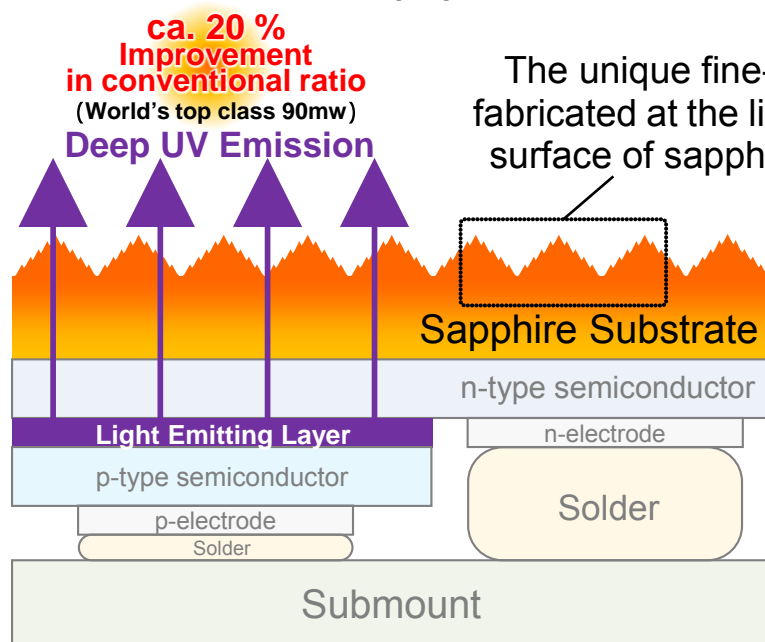 ca. 20 %
Improvement
in conventional ratio
(World's top class 90mw)
Deep UV Emission
The unique fine-
fabricated at the li
surface of sapph
Sapphire Substrate
n-type semiconductor
Light Emitting Layer
n-electrode
p-type semiconductor
Solder
p-electrode
Solder
Submount